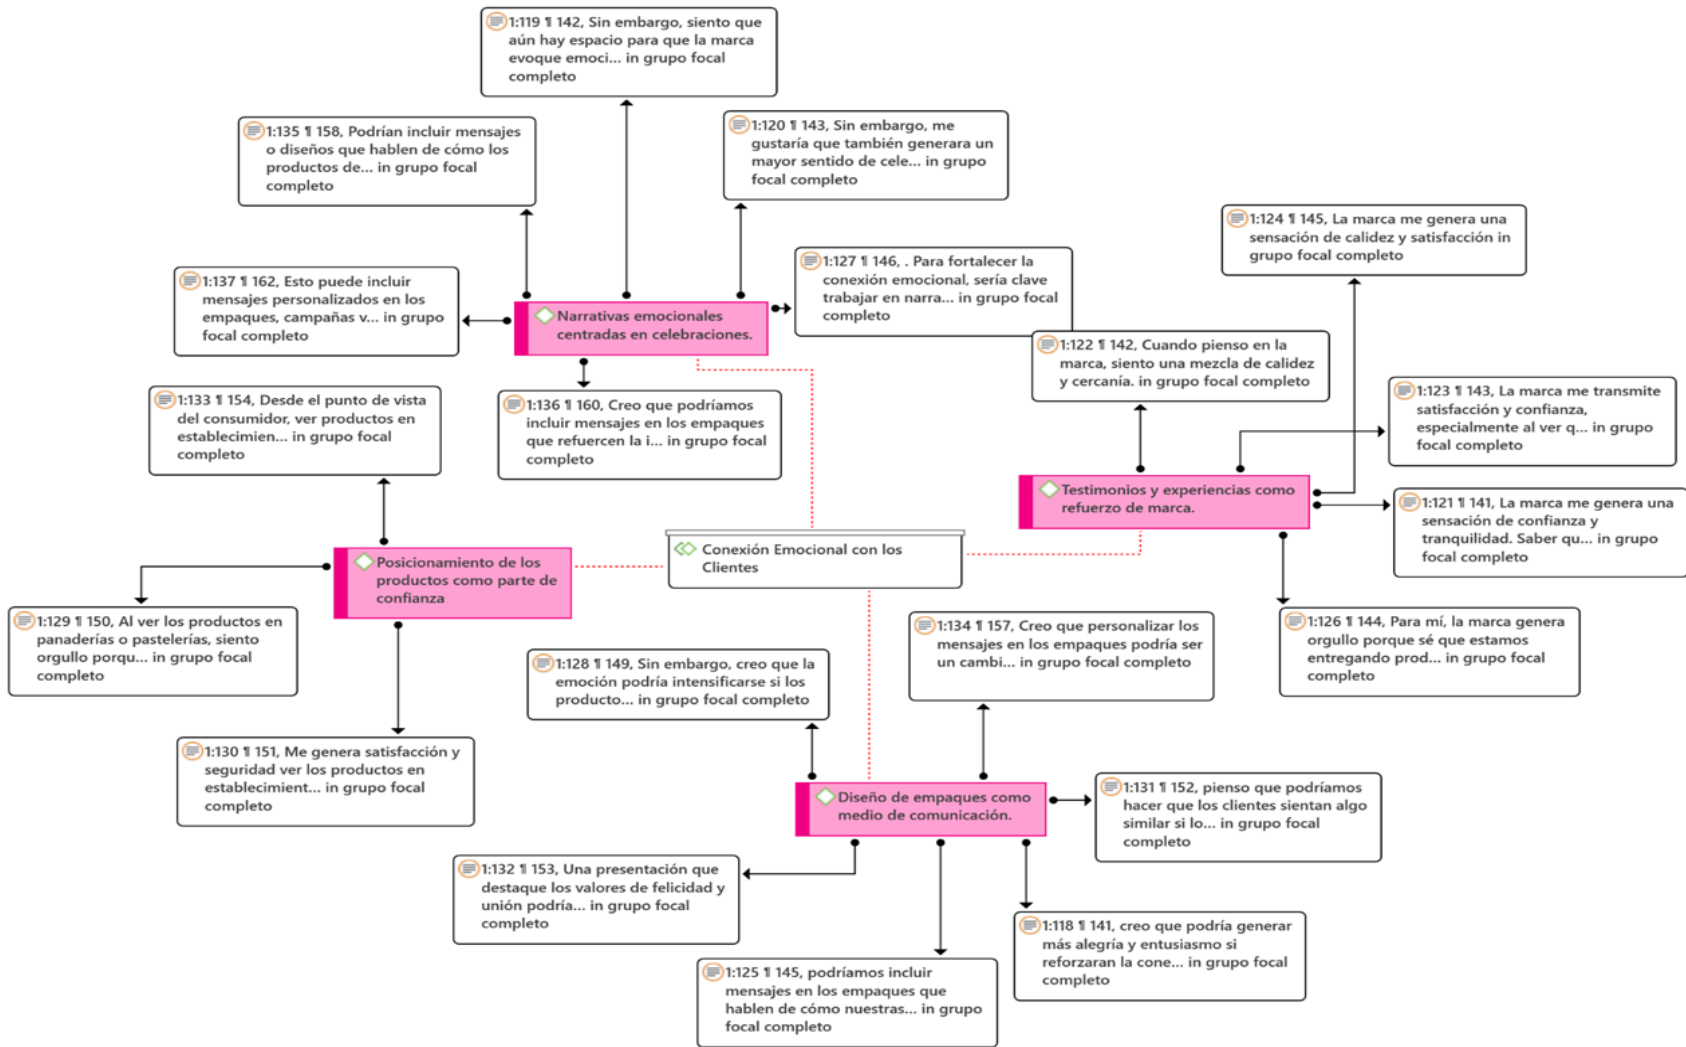 1:119 ¶ 142, Sin embargo, siento que
aún hay espacio para que la marca
evoque emoci... in grupo focal
completo
1:135 ¶ 158, Podrían incluir mensajes
o diseños que hablen de cómo los
productos de... in grupo focal
completo
1:120 ¶ 143, Sin embargo, me
gustaría que también generara un
mayor sentido de cele... in grupo
focal completo
1:124 ¶ 145, La marca me genera una
sensación de calidez y satisfacción in
grupo focal completo
1:137 ¶ 162, Esto puede incluir
mensajes personalizados en los
empaques, campañas v... in grupo
focal completo
1:127 ¶ 146, . Para fortalecer la
conexión emocional, sería clave
trabajar en narra... in grupo focal
completo
Narrativas emocionales
centradas en celebraciones.
1:122 ¶ 142, Cuando pienso en la
marca, siento una mezcla de calidez
y cercanía. in grupo focal completo
1:133 ¶ 154, Desde el punto de vista
del consumidor, ver productos en
establecimien... in grupo focal
completo
1:136 ¶ 160, Creo que podríamos
incluir mensajes en los empaques
que refuercen la i... in grupo focal
completo
1:123 ¶ 143, La marca me transmite
satisfacción y confianza,
especialmente al ver q... in grupo
focal completo
Testimonios y experiencias como
refuerzo de marca.
1:121 ¶ 141, La marca me genera una
sensación de confianza y
tranquilidad. Saber qu... in grupo
focal completo
Conexión Emocional con los
Clientes
Posicionamiento de los
productos como parte de
confianza
1:129 ¶ 150, Al ver los productos en
panaderías o pastelerías, siento
orgullo porqu... in grupo focal
completo
1:134 ¶ 157, Creo que personalizar los
mensajes en los empaques podría ser
un cambi... in grupo focal completo
1:126 ¶ 144, Para mí, la marca genera
orgullo porque sé que estamos
entregando prod... in grupo focal
completo
1:128 ¶ 149, Sin embargo, creo que la
emoción podría intensificarse si los
producto... in grupo focal completo
1:130 ¶ 151, Me genera satisfacción y
seguridad ver los productos en
establecimient... in grupo focal
completo
Diseño de empaques como
medio de comunicación.
1:131 ¶ 152, pienso que podríamos
hacer que los clientes sientan algo
similar si lo... in grupo focal
completo
1:132 ¶ 153, Una presentación que
destaque los valores de felicidad y
unión podría... in grupo focal
completo
1:118 ¶ 141, creo que podría generar
más alegría y entusiasmo si
reforzaran la cone... in grupo focal
completo
1:125 ¶ 145, podríamos incluir
mensajes en los empaques que
hablen de cómo nuestras... in grupo
focal completo